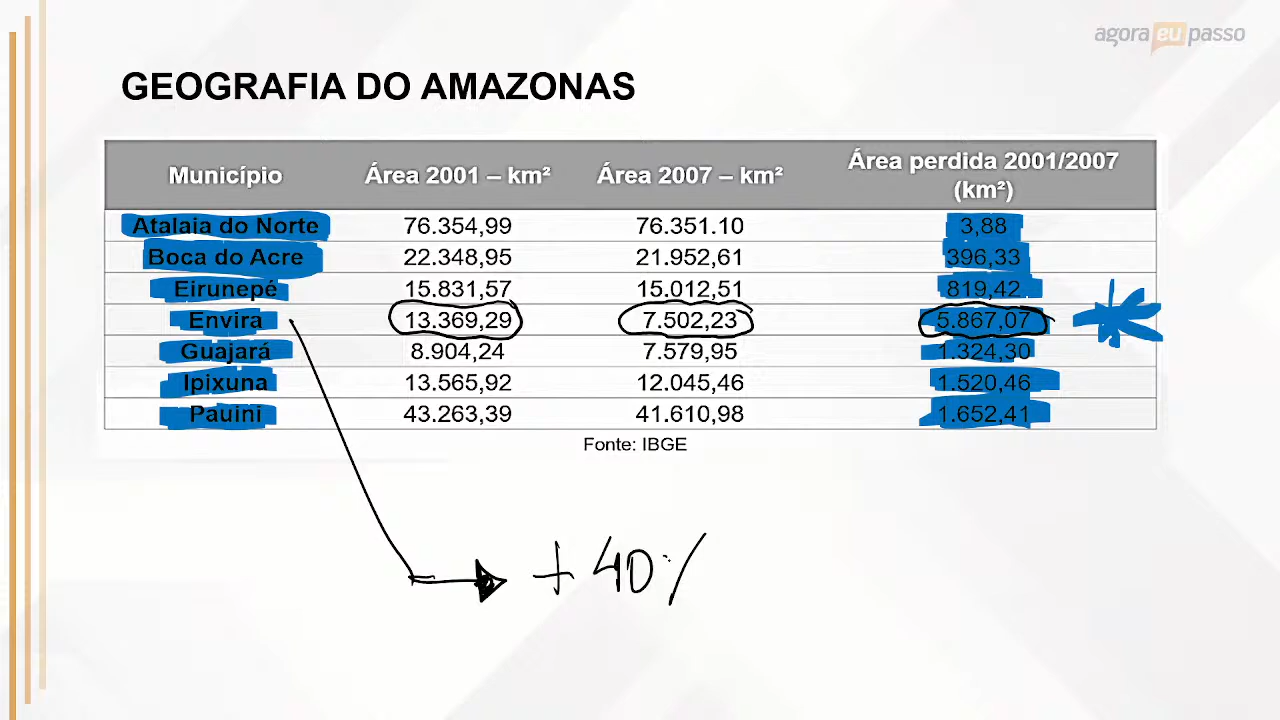 agora eu passo
GEOGRAFIA DO AMAZONAS
Município Área 2001 – km² Área 2007 – km² Área perdida 2001/2007 (km²)
Atalaia do Norte 76.354,99 76.351.10 3,88
Boca do Acre 22.348,95 21.952,61 396,33
Eirunepé 15.831,57 15.012,51 819,42
Envira 13.369,29 7.502,23 5.867,07
Guajará 8.904,24 7.579,95 1.324,30
Ipixuna 13.565,92 12.045,46 1.520,46
Pauini 43.263,39 41.610,98 1.652,41
Fonte: IBGE
+ 40%